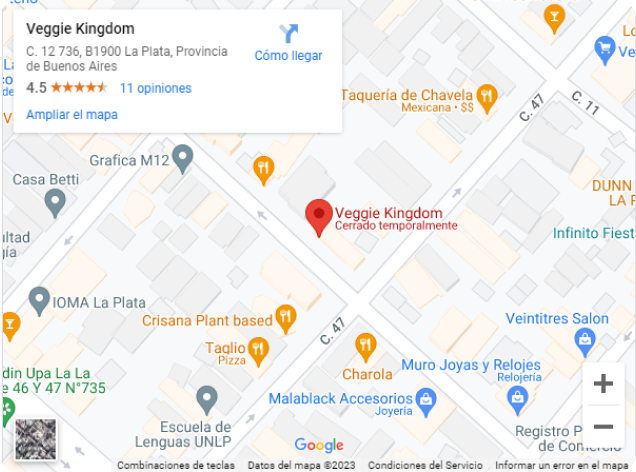 teño
Veggie Kingdom
C. 12 736, B1900 La Plata, Provincia
de Buenos Aires
4.5
11 opiniones
Ampliar el mapa
Cómo llegar
C. 47
Ve
Taquería de Chavela
Mexicana • $$
C. 47
C. 11
Grafica M12
Casa Betti
DUNN
LA F
Veggie Kingdom
Cerrado temporalmente
Infinito Fiest
ultad
gía
IOMA La Plata
Crisana Plant based
Veintitres Salon
C. 47
Taglio
Pizza
Charola
Muro Joyas y Relojes
Relojería
din Upa La La
e 46 Y 47 N°735
Malablack Accesorios
Joyería
Escuela de
Lenguas UNLP
Registro P
de Comercio
Google
Combinaciones de teclas
Datos del mapa ©2023
Condiciones del Servicio
Informar un error en el mapa